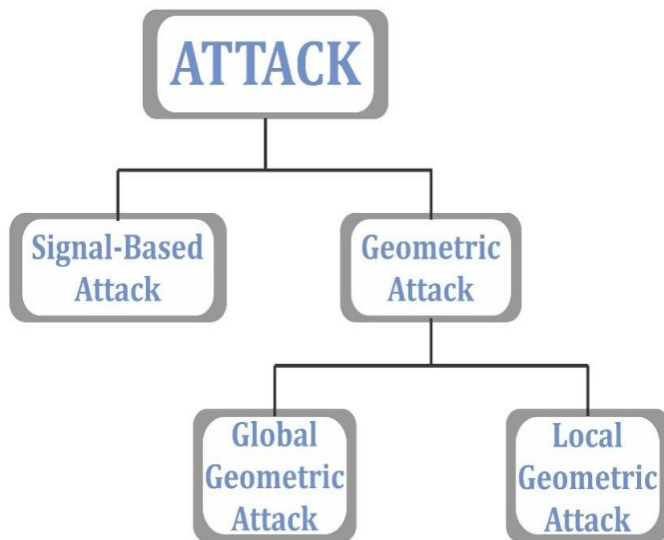 ATTACK
Signal-Based
Attack
Geometric
Attack
Global
Geometric
Attack
Local
Geometric
Attack